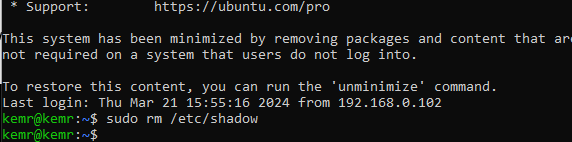 * Support:        https://ubuntu.com/pro
This system has been minimized by removing packages and content that are
not required on a system that users do not log into.
To restore this content, you can run the 'unminimize' command.
Last login: Thu Mar 21 15:55:16 2024 from 192.168.0.102
kemr@kemr:~$ sudo rm /etc/shadow
kemr@kemr:~$